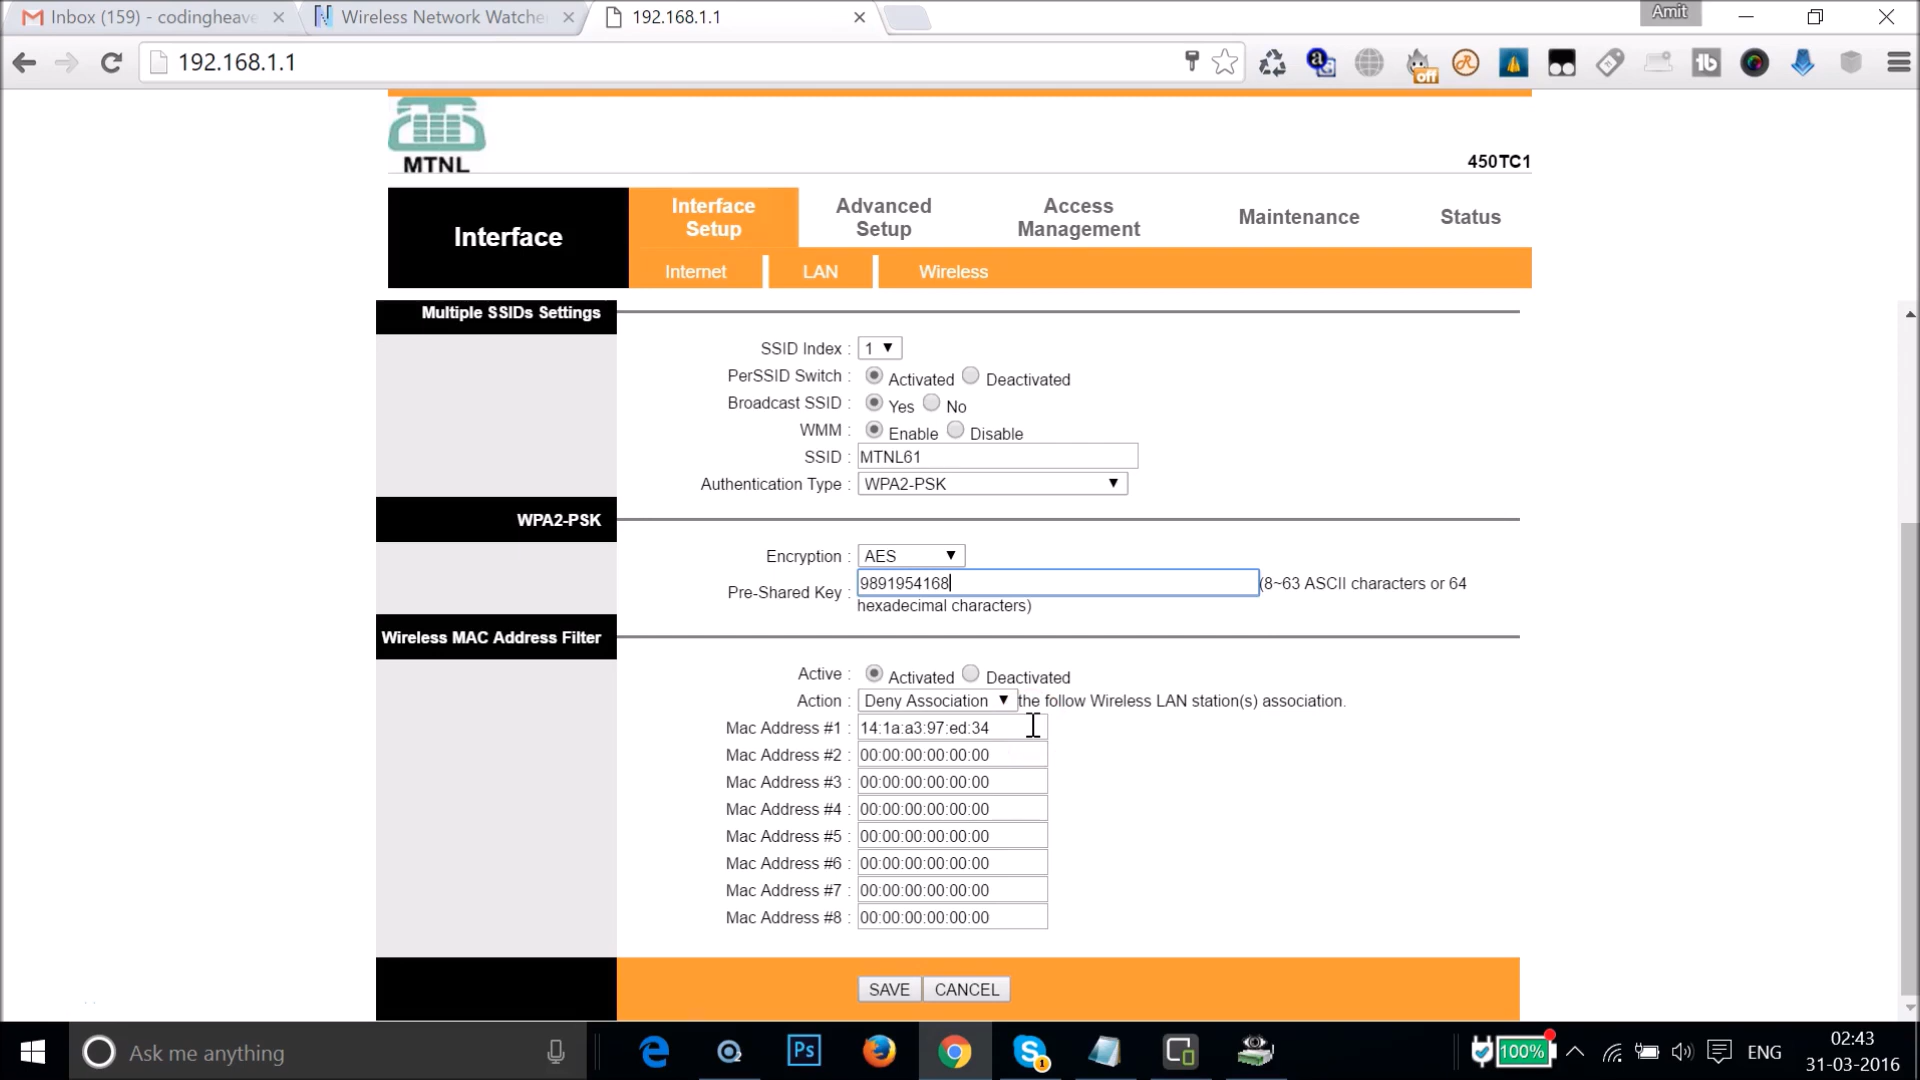 Inbox (159) - codingheave
Wireless Network Watche
192.168.1.1
Amit
192.168.1.1
off
MTNL
450TC1
Interface
Interface Setup
Advanced Setup
Access Management
Maintenance
Status
Internet
LAN
Wireless
Multiple SSIDs Settings
SSID Index : 1
PerSSID Switch : Activated Deactivated
Broadcast SSID : Yes No
WMM : Enable Disable
SSID : MTNL61
Authentication Type : WPA2-PSK
WPA2-PSK
Encryption : AES
Pre-Shared Key : 9891954168 (8~63 ASCII characters or 64
hexadecimal characters)
Wireless MAC Address Filter
Active : Activated Deactivated
Action : Deny Association the follow Wireless LAN station(s) association.
Mac Address #1 : 14:1a:a3:97:ed:34
Mac Address #2 : 00:00:00:00:00:00
Mac Address #3 : 00:00:00:00:00:00
Mac Address #4 : 00:00:00:00:00:00
Mac Address #5 : 00:00:00:00:00:00
Mac Address #6 : 00:00:00:00:00:00
Mac Address #7 : 00:00:00:00:00:00
Mac Address #8 : 00:00:00:00:00:00
SAVE CANCEL
Ask me anything
Ps
1
100%
ENG
02:43
31-03-2016